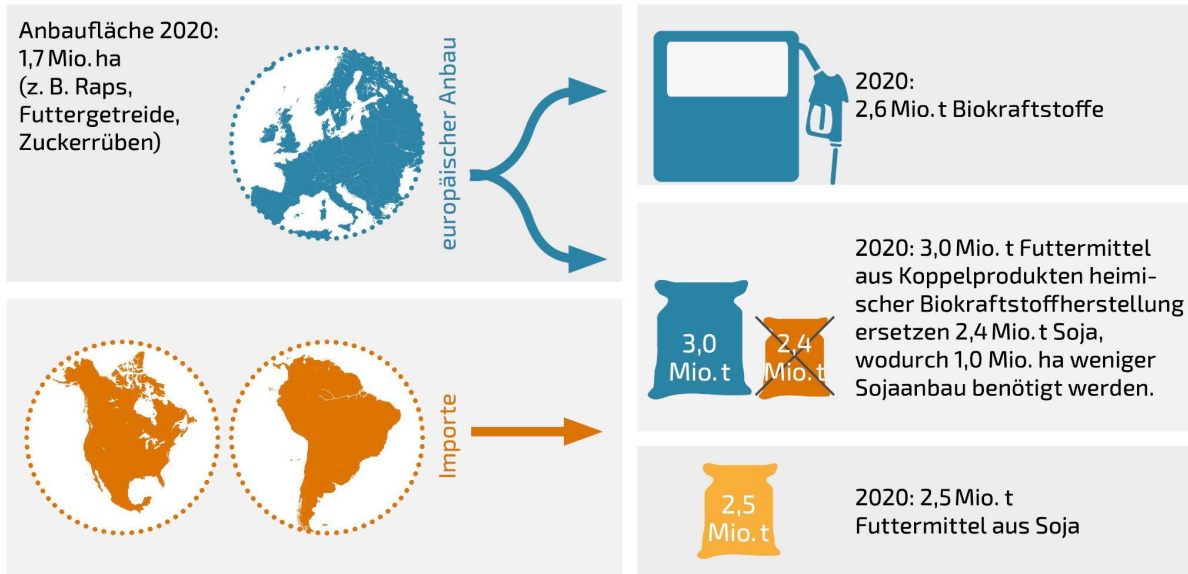 Anbaufläche 2020:
1,7 Mio. ha
(z. B. Raps,
Futtergetreide,
Zuckerrüben)
europäischer Anbau
2020:
2,6 Mio. t Biokraftstoffe
3,0
Mio. t
2,4
Mio. t
2020: 3,0 Mio. t Futtermittel
aus Koppelprodukten heimi-
scher Biokraftstoffherstellung
ersetzen 2,4 Mio. t Soja,
wodurch 1,0 Mio. ha weniger
Sojaanbau benötigt werden.
Importe
2,5
Mio. t
2020: 2,5 Mio. t
Futtermittel aus Soja